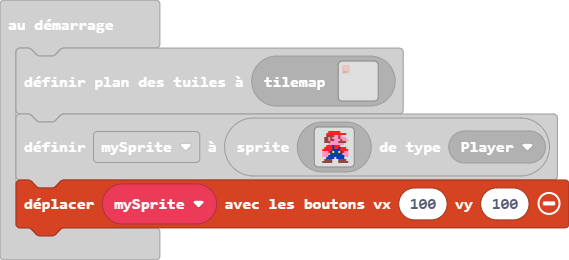 au démarrage
définir plan des tuiles à tilemap
définir mySprite à sprite de type Player
déplacer mySprite avec les boutons vx 100 vy 100